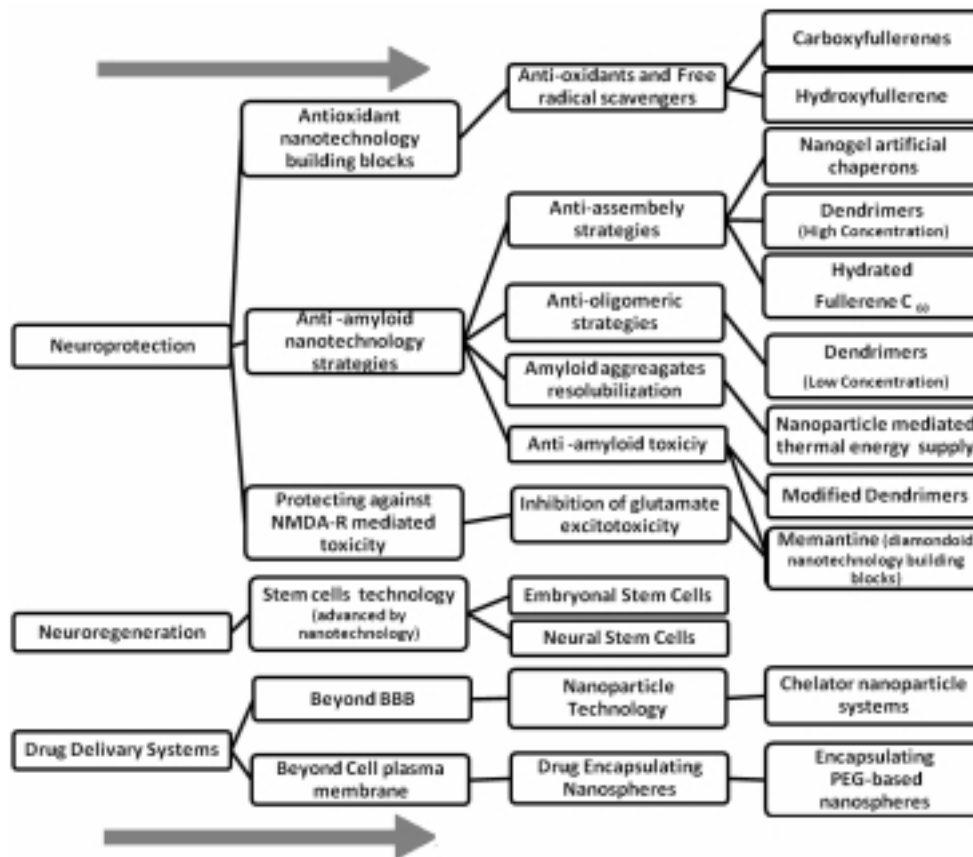 Carboxyfullerenes
Anti-oxidants and Free
radical scavengers
Hydroxyfullerene
Antioxidant
nanotechnology
building blocks
Nanogel artificial
chaperons
Anti-assembely
strategies
Dendrimers
(High Concentration)
Hydrated
Fullerene C 60
Anti-oligomeric
strategies
Neuroprotection
Anti -amyloid
nanotechnology
strategies
Dendrimers
(Low Concentration)
Amyloid aggreagates
resolubilization
Nanoparticle mediated
thermal energy supply
Anti -amyloid toxiciy
Modified Dendrimers
Protecting against
NMDA-R mediated
toxicity
Inhibition of glutamate
excitotoxicity
Memantine (diamondoid
nanotechnology building
blocks)
Neuroregeneration
Stem cells technology
(advanced by
nanotechnology)
Embryonal Stem Cells
Neural Stem Cells
Drug Delivary Systems
Beyond BBB
Nanoparticle
Technology
Chelator nanoparticle
systems
Beyond Cell plasma
membrane
Drug Encapsulating
Nanospheres
Encapsulating
PEG-based
nanospheres